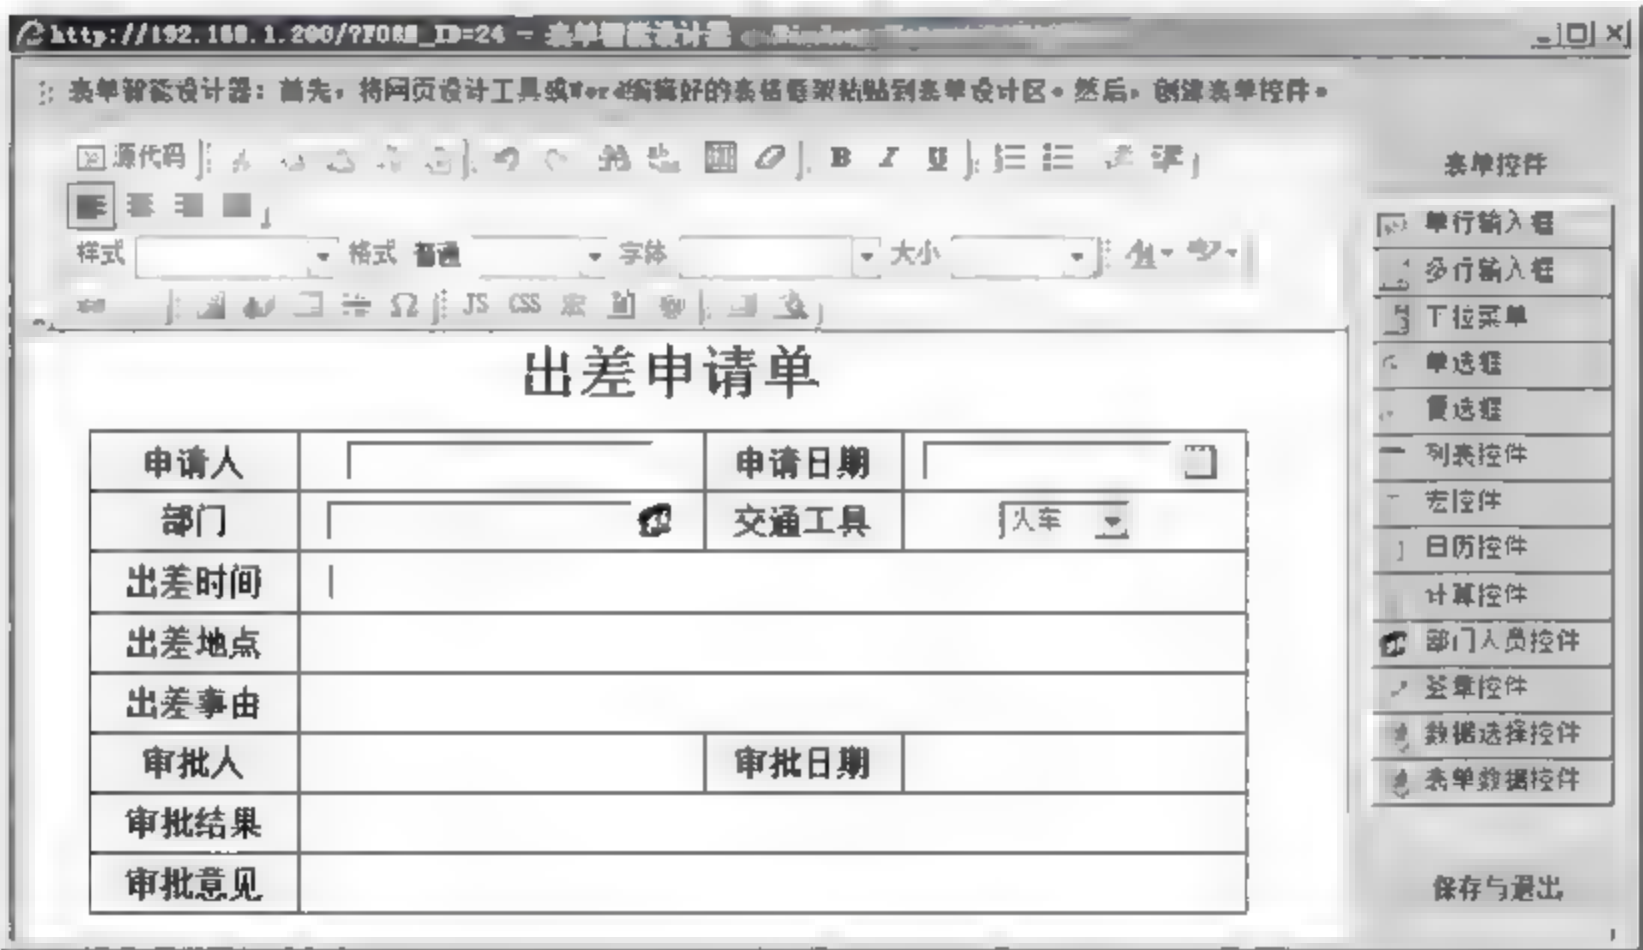 http://192.168.1.200/?FORM_ID=24 - 表单智能设计器
表单智能设计器：首先，将网页设计工具或Word编辑好的表格框架粘贴到表单设计区。然后，创建表单控件。
源代码 B I U
样式 格式 普通 字体 大小
Ω JS CSS 宏
出差申请单
申请人 申请日期
部门 交通工具 火车
出差时间
出差地点
出差事由
审批人 审批日期
审批结果
审批意见
表单控件
单行输入框
多行输入框
下拉菜单
单选框
复选框
列表控件
宏控件
日历控件
计算控件
部门人员控件
签章控件
数据选择控件
表单数据控件
保存与退出